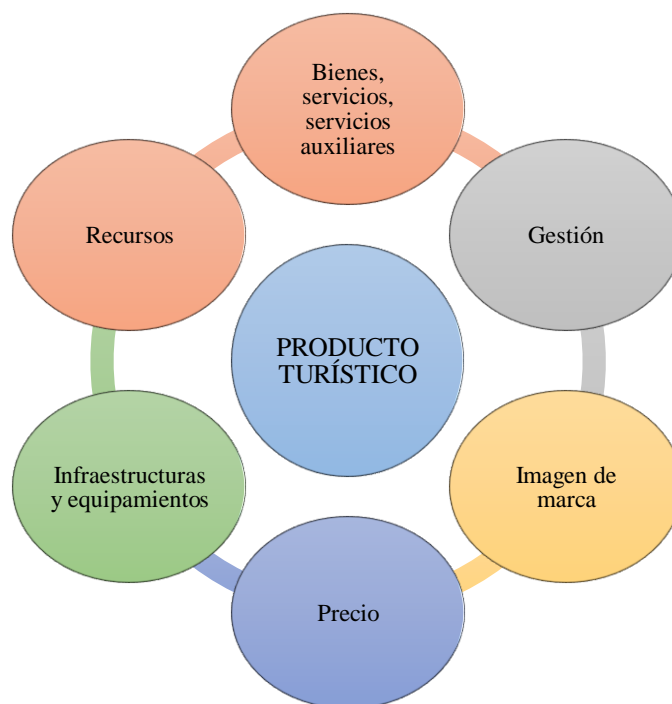 Bienes,
servicios,
servicios
auxiliares
Recursos
Gestión
PRODUCTO
TURÍSTICO
Infraestructuras
y equipamientos
Imagen de
marca
Precio